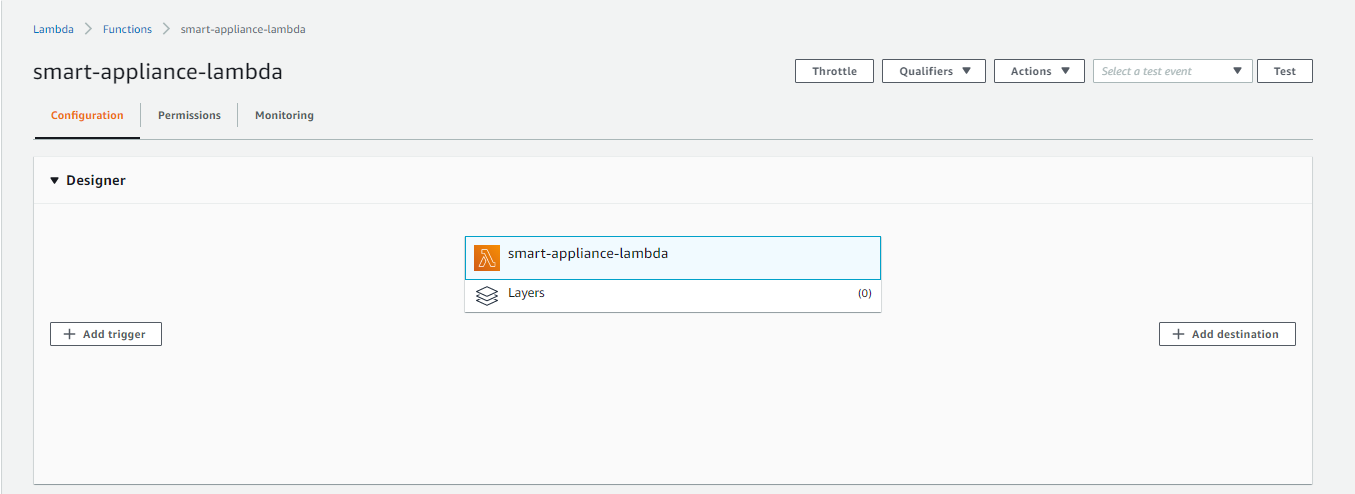 Lambda Functions smart-appliance-lambda
smart-appliance-lambda
Throttle Qualifiers Actions Select a test event Test
Configuration Permissions Monitoring
Designer
smart-appliance-lambda
Layers (0)
Add trigger
Add destination